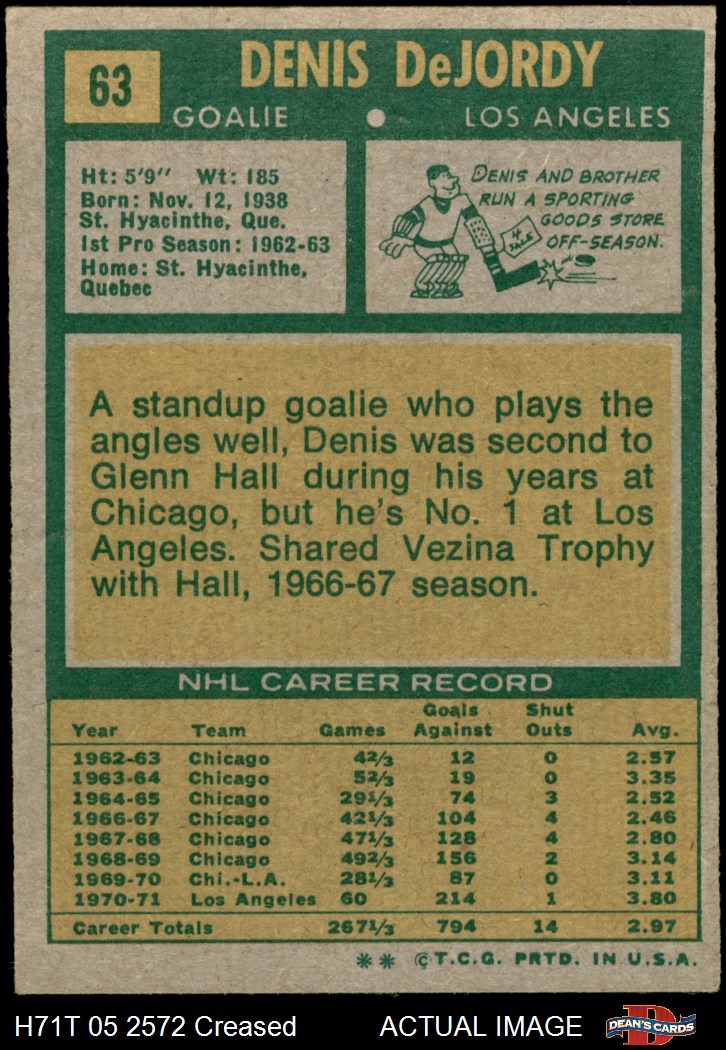 63
DENIS DeJORDY
GOALIE • LOS ANGELES
Ht: 5'9" Wt: 185
Born: Nov. 12, 1938
St. Hyacinthe, Que.
1st Pro Season: 1962-63
Home: St. Hyacinthe,
Quebec
DENIS AND BROTHER
RUN A SPORTING
GOODS STORE
OFF-SEASON.
4 SALE
A standup goalie who plays the
angles well, Denis was second to
Glenn Hall during his years at
Chicago, but he's No. 1 at Los
Angeles. Shared Vezina Trophy
with Hall, 1966-67 season.
NHL CAREER RECORD
Year Team Games Goals Against Shut Outs Avg.
1962-63 Chicago 42/3 12 0 2.57
1963-64 Chicago 52/3 19 0 3.35
1964-65 Chicago 291/3 74 3 2.52
1966-67 Chicago 421/3 104 4 2.46
1967-68 Chicago 471/3 128 4 2.80
1968-69 Chicago 492/3 156 2 3.14
1969-70 Chi.-L.A. 281/3 87 0 3.11
1970-71 Los Angeles 60 214 1 3.80
Career Totals 2671/3 794 14 2.97
** © T.C.G. PRTD. IN U.S.A.
H71T 05 2572 Creased ACTUAL IMAGE
D
DEAN'S CARDS